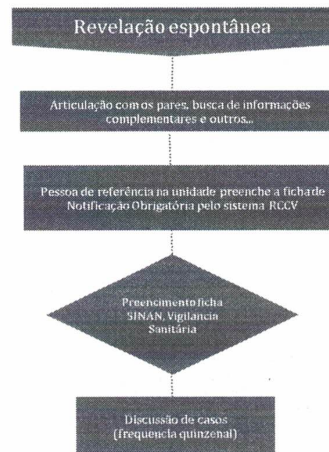 Revelação espontânea
Articulação com os pares, busca de informações
complementares e outros...
Pessoa de referência na unidade preenche a ficha de
Notificação Obrigatória pelo sistema RCCV
Preencimento ficha
SINAN, Vigilancia
Sanitária
Discussão de casos
(frequencia quinzenal)